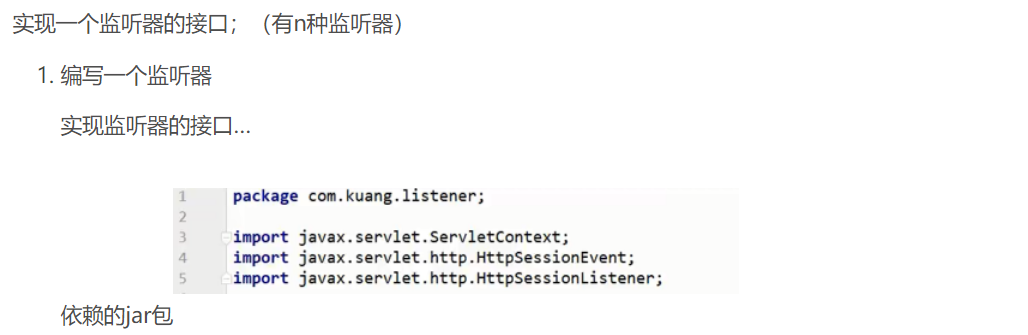 实现一个监听器的接口；（有n种监听器）
1. 编写一个监听器
实现监听器的接口…
1 package com.kuang.listener;
2
3 import javax.servlet.ServletContext;
4 import javax.servlet.http.HttpSessionEvent;
5 import javax.servlet.http.HttpSessionListener;
依赖的jar包